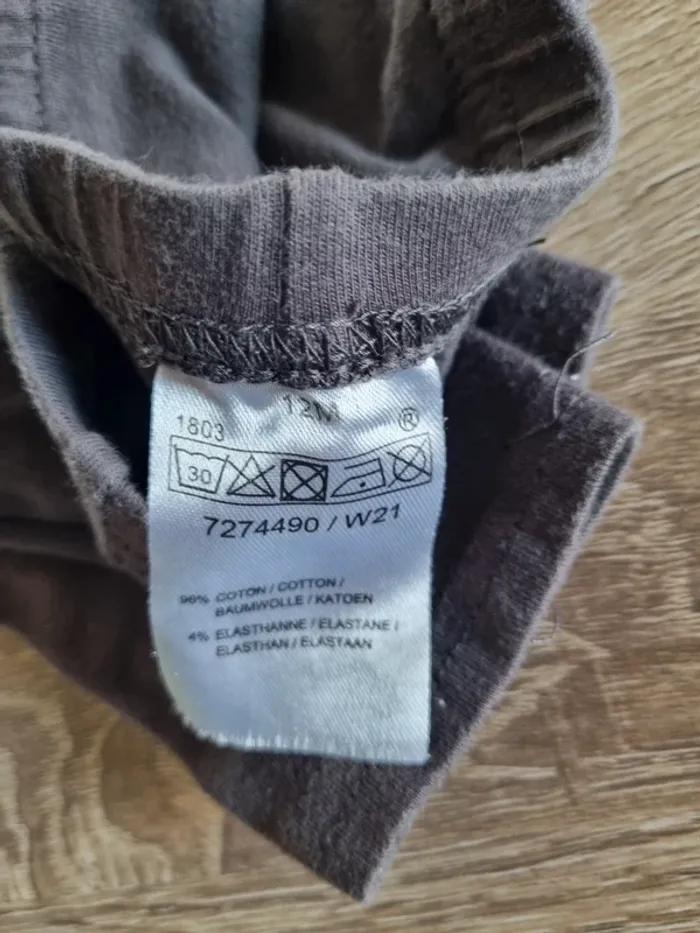 12M
1803 ®
30
7274490 / W21
96% COTON / COTTON /
BAUMWOLLE / KATOEN
4% ELASTHANNE / ELASTANE /
ELASTHAN / ELASTAAN